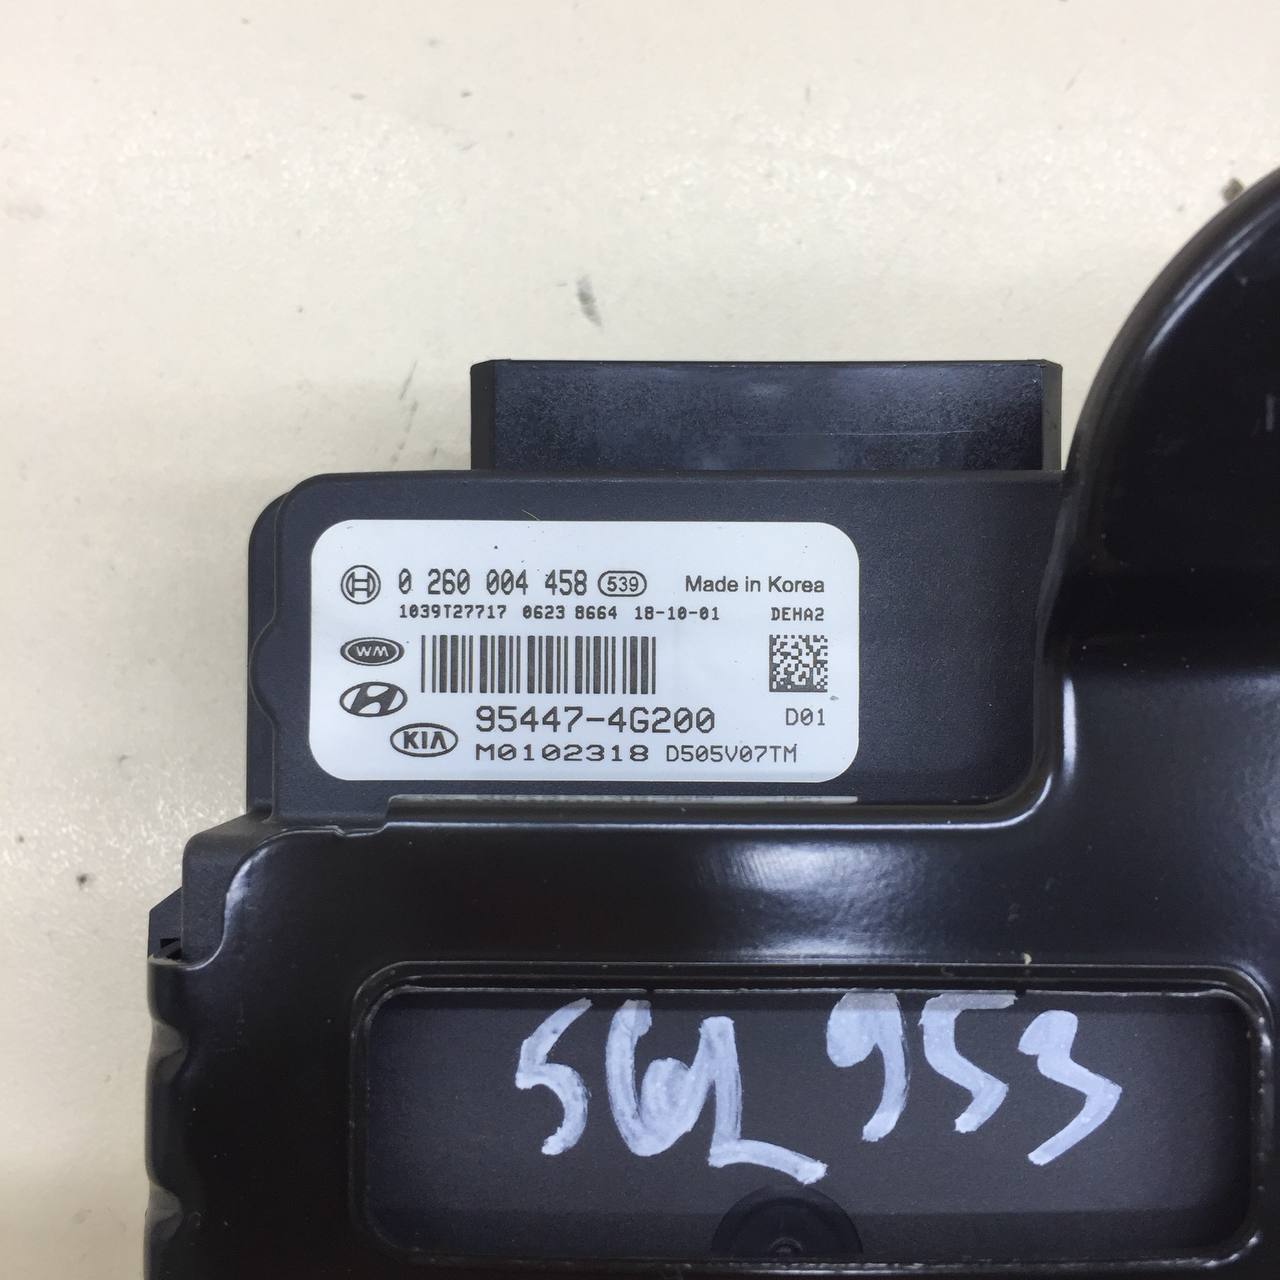 0 260 004 458 539 Made in Korea
1039T27717 0623 8664 18-10-01 DEHA2
WM
95447-4G200 D01
KIA M0102318 D505V07TM
953